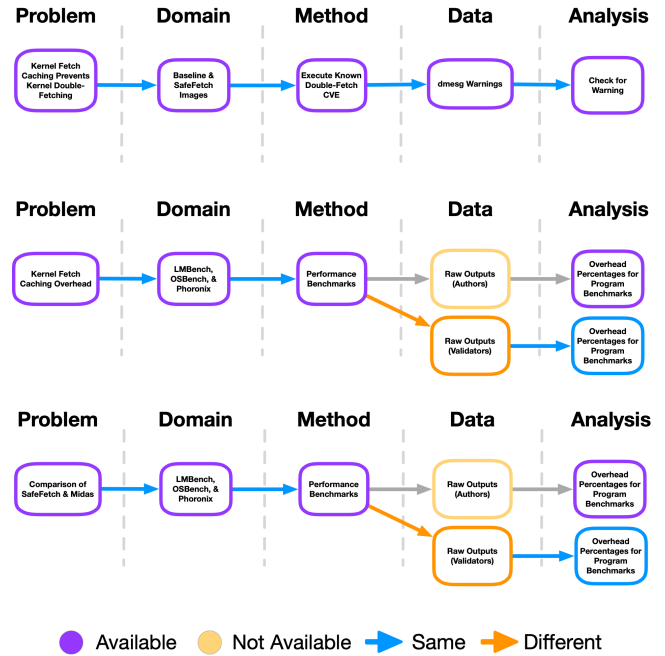 Problem Domain Method Data Analysis
Kernel Fetch
Caching Prevents
Kernel Double-
Fetching
Baseline &
SafeFetch
Images
Execute Known
Double-Fetch
CVE
dmesg Warnings
Check for
Warning
Problem Domain Method Data Analysis
Kernel Fetch
Caching Overhead
LMBench,
OSBench, &
Phoronix
Performance
Benchmarks
Raw Outputs
(Authors)
Overhead
Percentages for
Program
Benchmarks
Raw Outputs
(Validators)
Overhead
Percentages for
Program
Benchmarks
Problem Domain Method Data Analysis
Comparison of
SafeFetch & Midas
LMBench,
OSBench, &
Phoronix
Performance
Benchmarks
Raw Outputs
(Authors)
Overhead
Percentages for
Program
Benchmarks
Raw Outputs
(Validators)
Overhead
Percentages for
Program
Benchmarks
Available Not Available Same Different